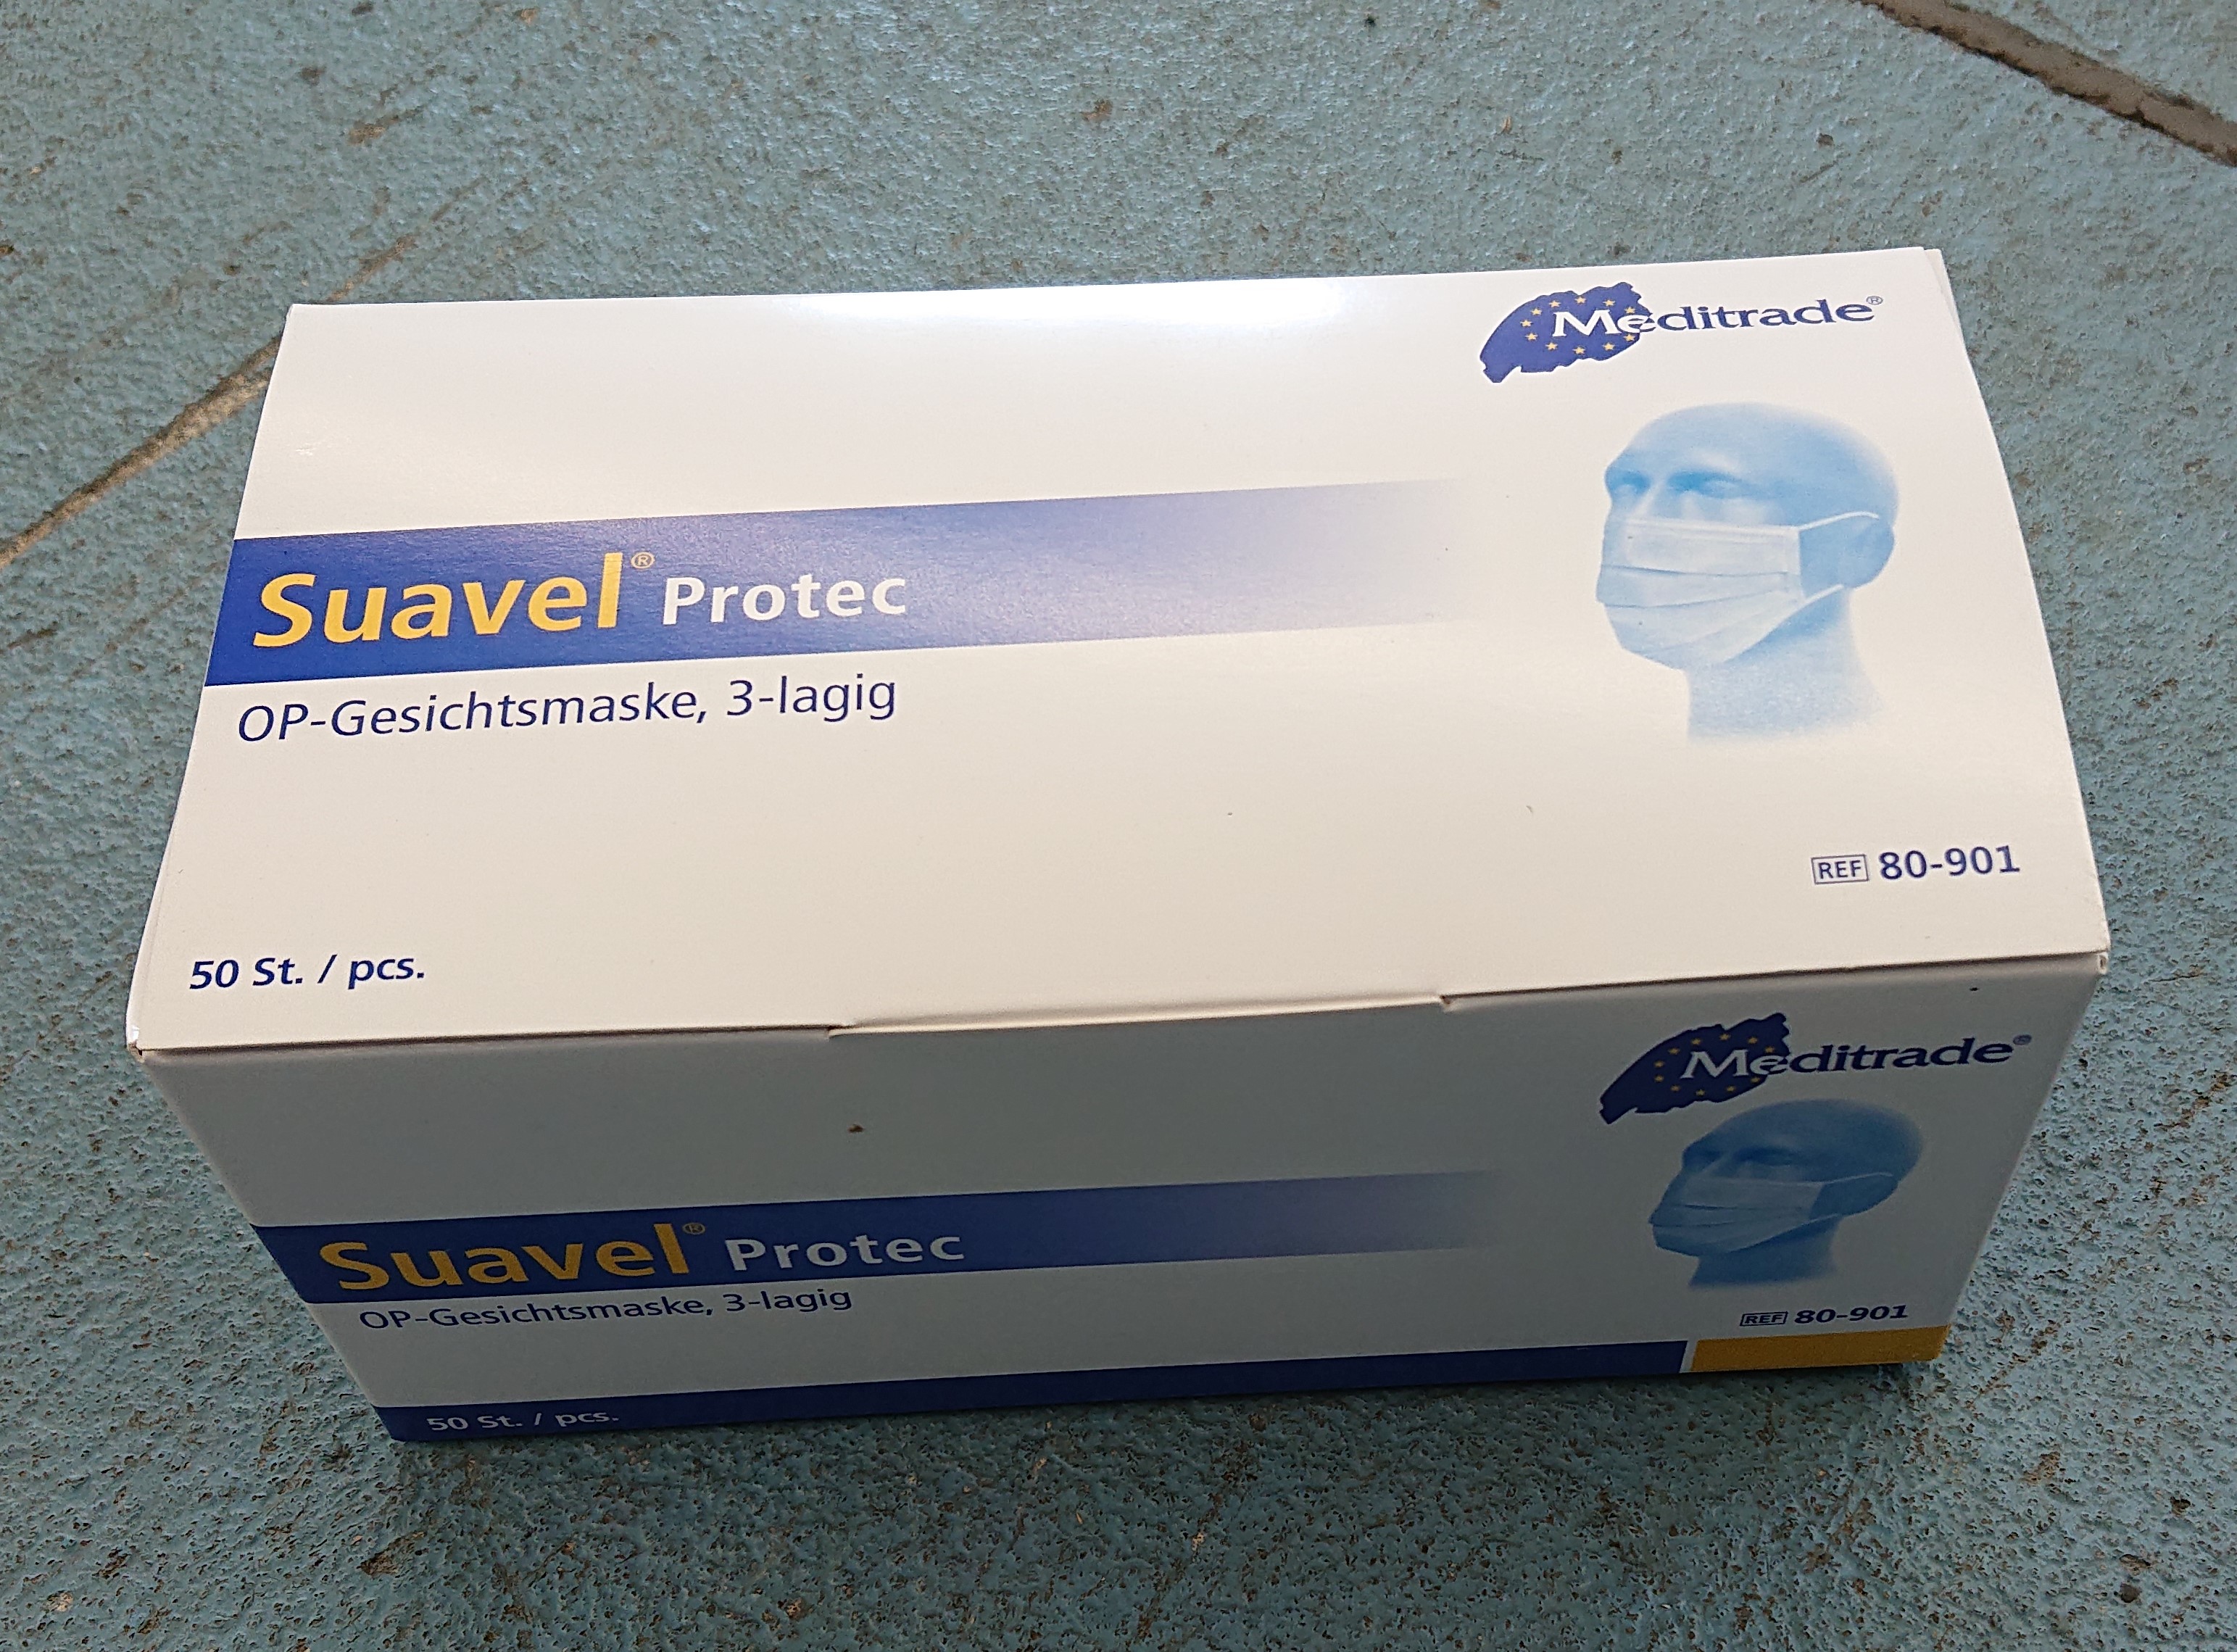 Meditrade®
Suavel® Protec
OP-Gesichtsmaske, 3-lagig
REF 80-901
50 St. / pcs.
Meditrade®
Suavel® Protec
OP-Gesichtsmaske, 3-lagig
REF 80-901
50 St. / pcs.